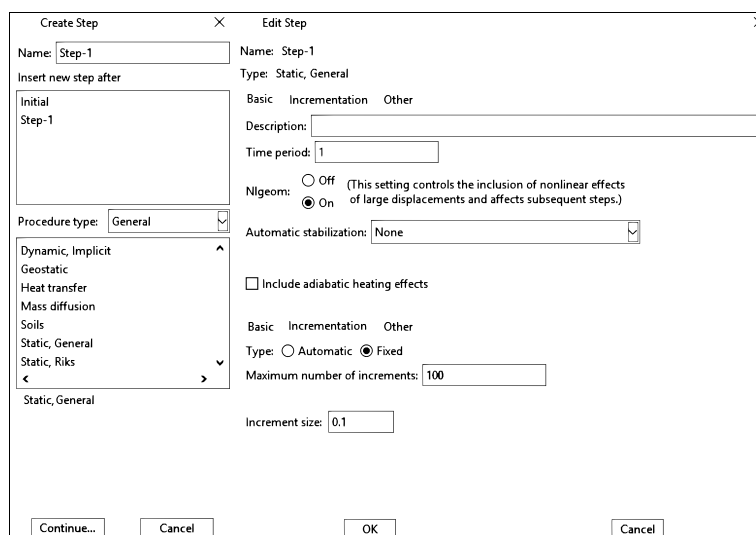 Create Step
Name: Step-1
Insert new step after
Initial
Step-1
Procedure type: General
Dynamic, Implicit
Geostatic
Heat transfer
Mass diffusion
Soils
Static, General
Static, Riks
Static, General
Continue... Cancel
Edit Step
Name: Step-1
Type: Static, General
Basic Incrementation Other
Description:
Time period: 1
Nlgeom: Off
On
(This setting controls the inclusion of nonlinear effects
of large displacements and affects subsequent steps.)
Automatic stabilization: None
Include adiabatic heating effects
Basic Incrementation Other
Type: Automatic Fixed
Maximum number of increments: 100
Increment size: 0.1
OK Cancel